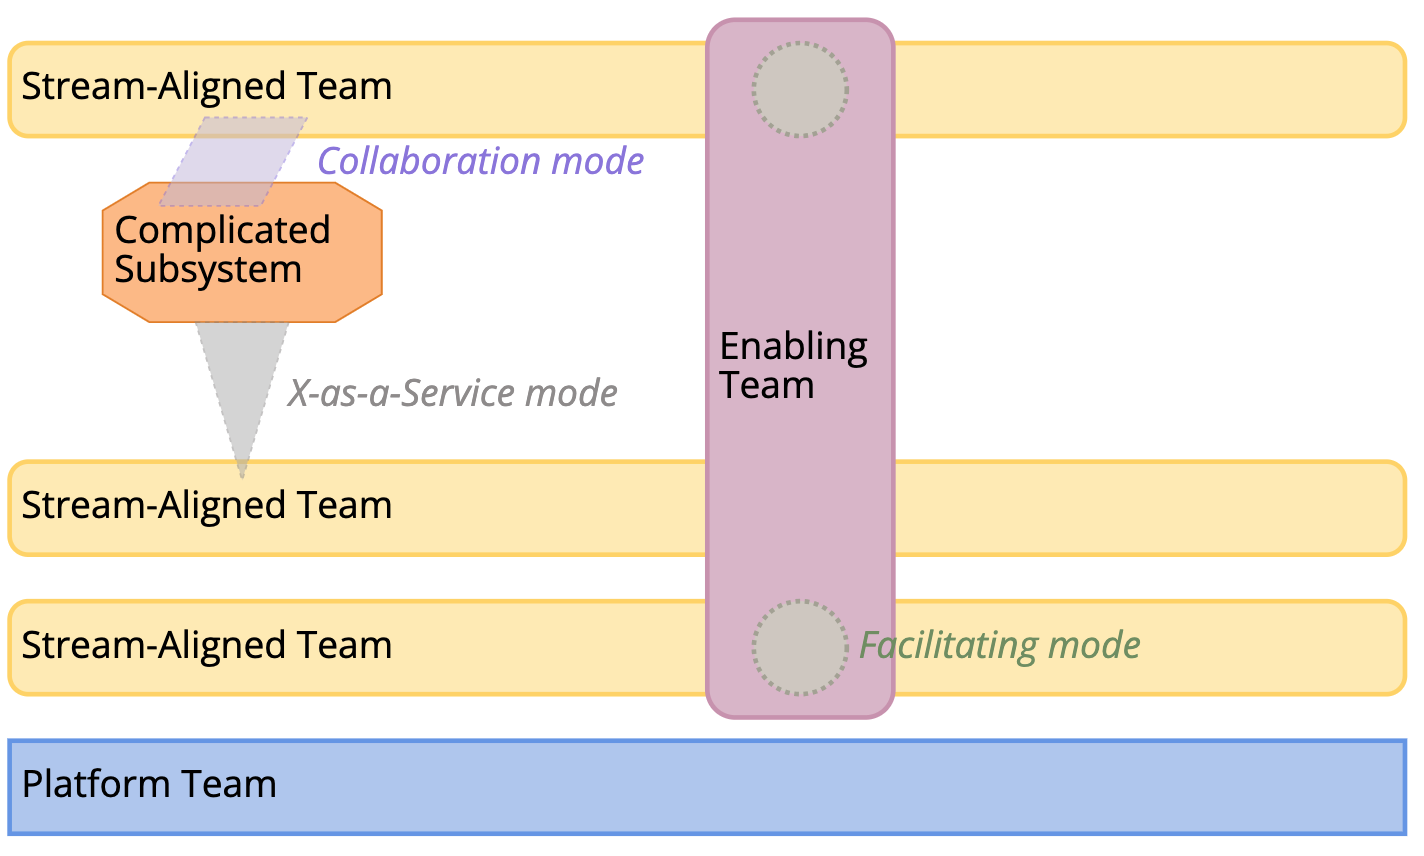 Stream-Aligned Team
Collaboration mode
Complicated
Subsystem
Enabling
Team
X-as-a-Service mode
Stream-Aligned Team
Stream-Aligned Team
Facilitating mode
Platform Team